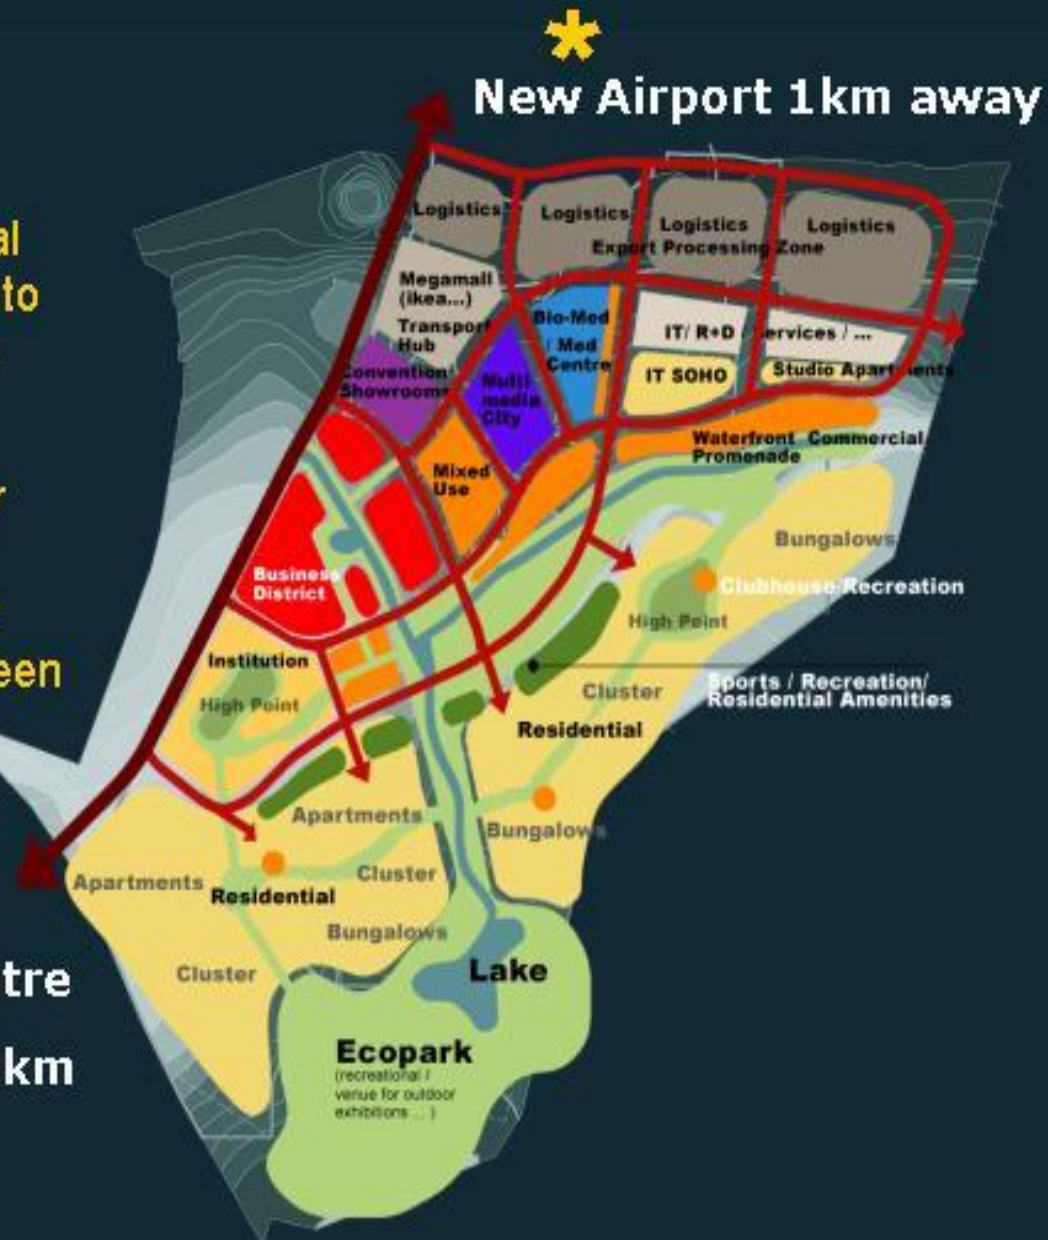 *
New Airport 1km away
al
to
r
een
tre
km
Logistics
Logistics
Logistics
Logistics
Export Processing Zone
Megamall
(ikea...)
Transport
Hub
Convention/
Showrooms
Multi
media
City
Bio-Med
/ Med
Centre
IT/ R+D / Services / ...
IT SOHO
Studio Apartments
Mixed
Use
Waterfront Commercial
Promenade
Bungalows
Business
District
Clubhouse/Recreation
High Point
Institution
High Point
Cluster
Sports / Recreation/
Residential Amenities
Residential
Apartments
Bungalows
Cluster
Apartments
Residential
Bungalows
Cluster
Lake
Ecopark
(recreational /
venue for outdoor
exhibitions ... )